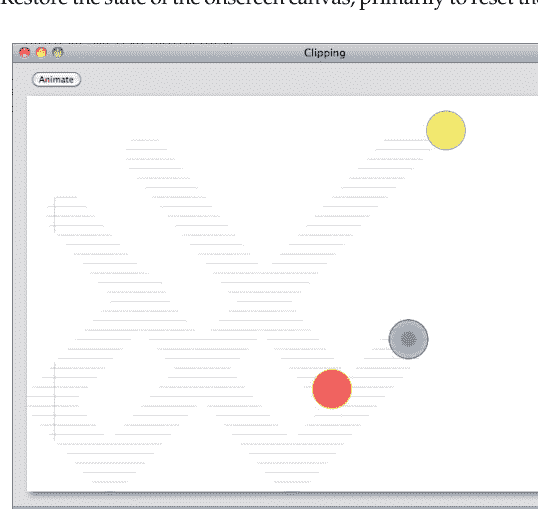 Restore the state of the onscreen canvas, primarily to reset the
Clipping
Animate